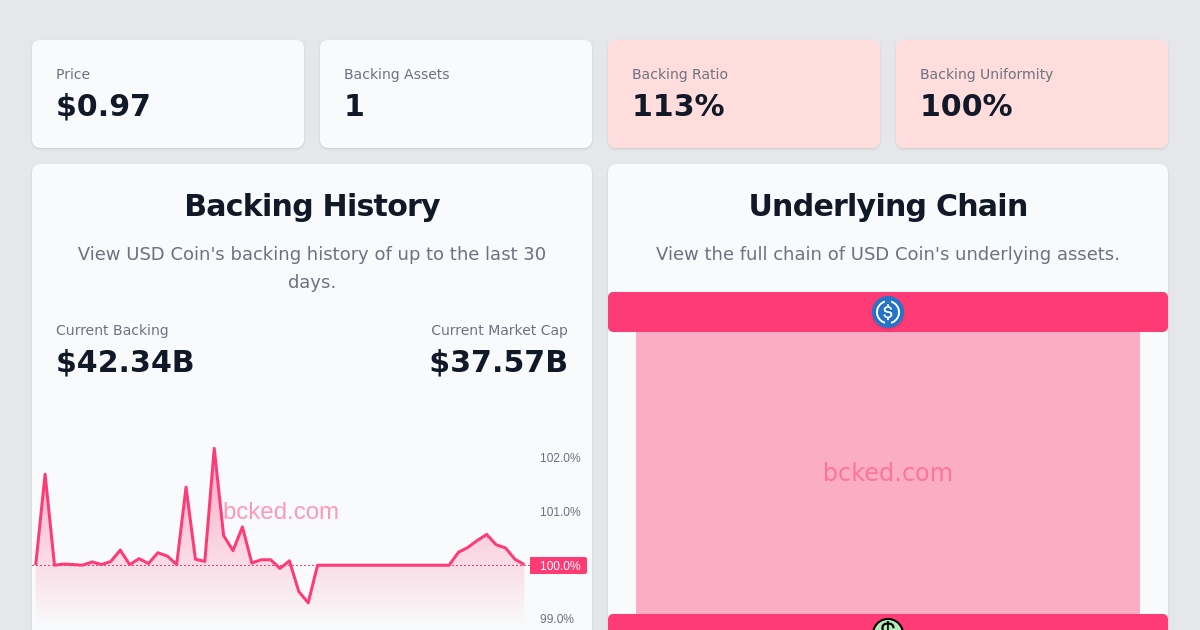 Price
$0.97
Backing Assets
1
Backing Ratio
113%
Backing Uniformity
100%
Backing History
View USD Coin's backing history of up to the last 30
days.
Current Backing
$42.34B
Current Market Cap
$37.57B
102.0%
bcked.com
101.0%
100.0%
99.0%
Underlying Chain
View the full chain of USD Coin's underlying assets.
$
bcked.com
$